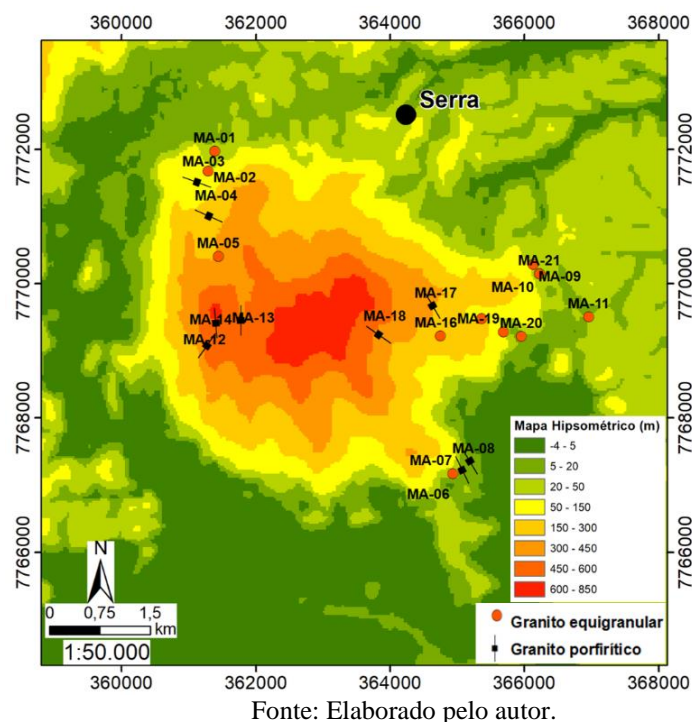 360000 362000 364000 366000 368000
Serra
7772000 7772000
MA-01
MA-03
MA-02
MA-04
MA-05
MA-21
MA-09
7770000 7770000
MA-10
MA-17
MA-11
MA-14 MA-13 MA-18 MA-16 MA-19 MA-20
MA-12
7768000 7768000
Mapa Hipsométrico (m)
-4 - 5
5 - 20
20 - 50
50 - 150
150 - 300
300 - 450
450 - 600
600 - 850
MA-08
MA-07
MA-06
7766000 7766000
N
0 0,75 1,5
km
1:50.000
Granito equigranular
Granito porfirítico
360000 362000 364000 366000 368000
Fonte: Elaborado pelo autor.